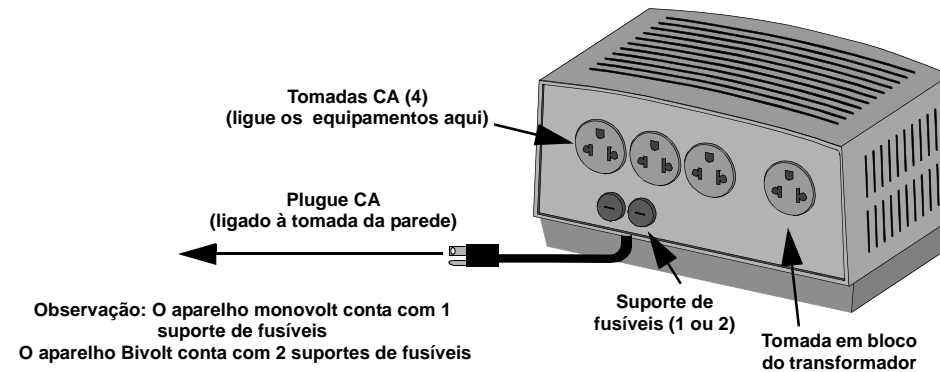 Tomadas CA (4)
(ligue os equipamentos aqui)
Plugue CA
(ligado à tomada da parede)
Observação: O aparelho monovolt conta com 1
suporte de fusíveis
O aparelho Bivolt conta com 2 suportes de fusíveis
Suporte de
fusíveis (1 ou 2)
Tomada em bloco
do transformador